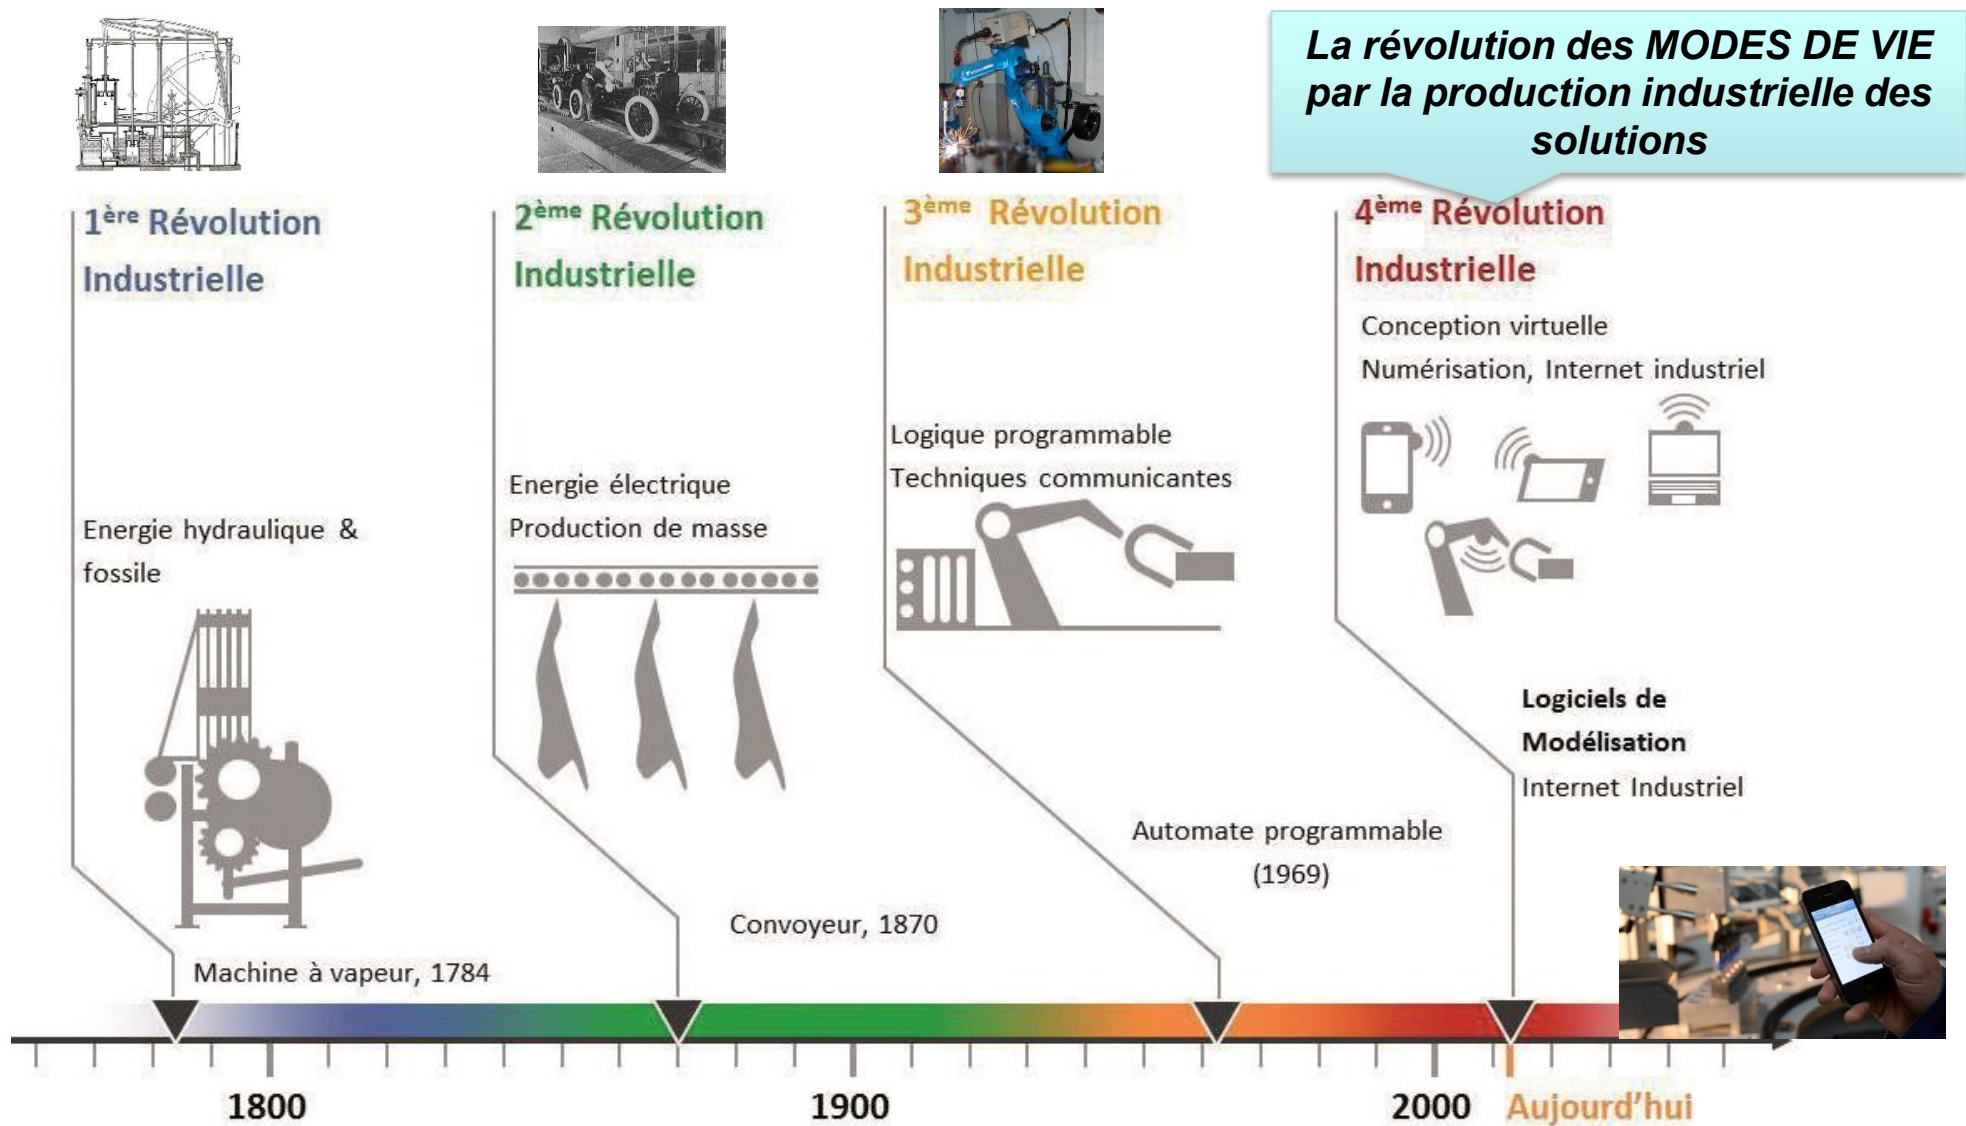 La révolution des MODES DE VIE
par la production industrielle des
solutions
1ère Révolution
Industrielle
Energie hydraulique &
fossile
Machine à vapeur, 1784
2ème Révolution
Industrielle
Energie électrique
Production de masse
Convoyeur, 1870
3ème Révolution
Industrielle
Logique programmable
Techniques communicantes
Automate programmable
(1969)
4ème Révolution
Industrielle
Conception virtuelle
Numérisation, Internet industriel
Logiciels de
Modélisation
Internet Industriel
1800
1900
2000
Aujourd'hui